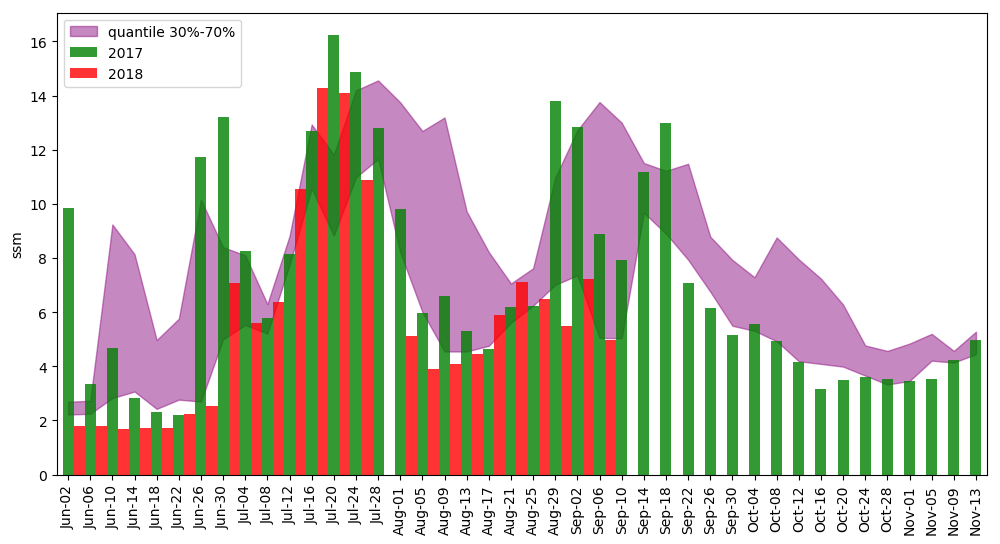 quantile 30%-70%
2017
2018
ssm
16
14
12
10
8
6
4
2
0
Jun-02
Jun-06
Jun-10
Jun-14
Jun-18
Jun-22
Jun-26
Jun-30
Jul-04
Jul-08
Jul-12
Jul-16
Jul-20
Jul-24
Jul-28
Aug-01
Aug-05
Aug-09
Aug-13
Aug-17
Aug-21
Aug-25
Aug-29
Sep-02
Sep-06
Sep-10
Sep-14
Sep-18
Sep-22
Sep-26
Sep-30
Oct-04
Oct-08
Oct-12
Oct-16
Oct-20
Oct-24
Oct-28
Nov-01
Nov-05
Nov-09
Nov-13